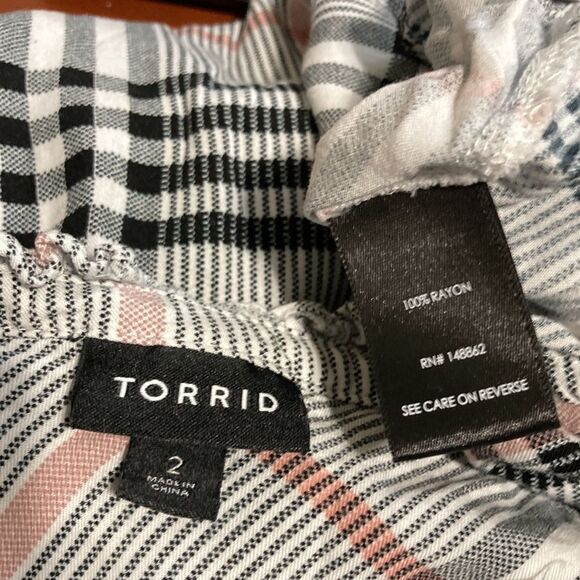 TORRID
2
MADE IN
CHINA
100% RAYON
RN# 148862
SEE CARE ON REVERSE